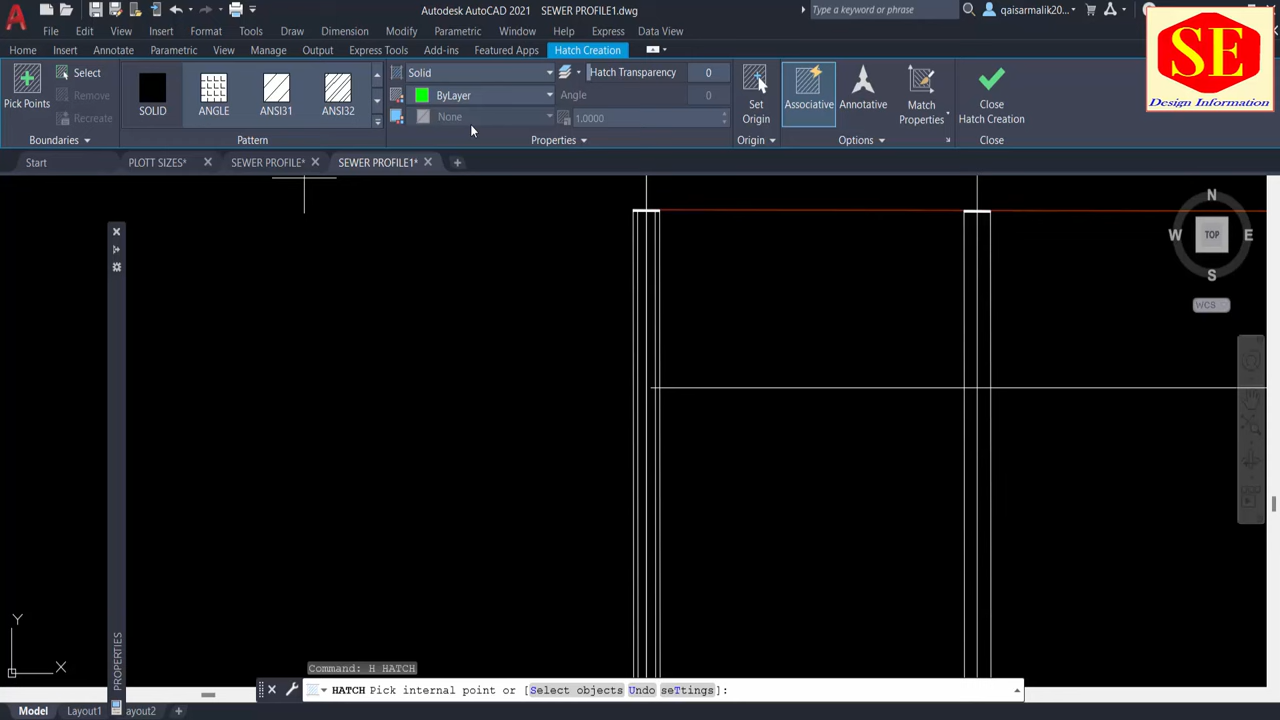 Autodesk AutoCAD 2021 SEWER PROFILE1.dwg
Type a keyword or phrase
qaisarmalik20...
File Edit View Insert Format Tools Draw Dimension Modify Parametric Window Help Express Data View
Home Insert Annotate Parametric View Manage Output Express Tools Add-ins Featured Apps Hatch Creation
Pick Points
Select
Remove
Recreate
Boundaries
SOLID
ANGLE
ANSI31
ANSI32
Pattern
Solid
ByLayer
None
Hatch Transparency 0
Angle 0
1.0000
Properties
Set
Origin
Origin
Associative
Annotative
Match
Properties
Options
Close
Hatch Creation
Close
SE
Design Information
Start PLOTT SIZES* SEWER PROFILE* SEWER PROFILE1*
N
W TOP E
S
WCS
PROPERTIES
Y
X
Command: H HATCH
HATCH Pick internal point or [Select objects Undo seTtings]:
Model Layout1 ayout2